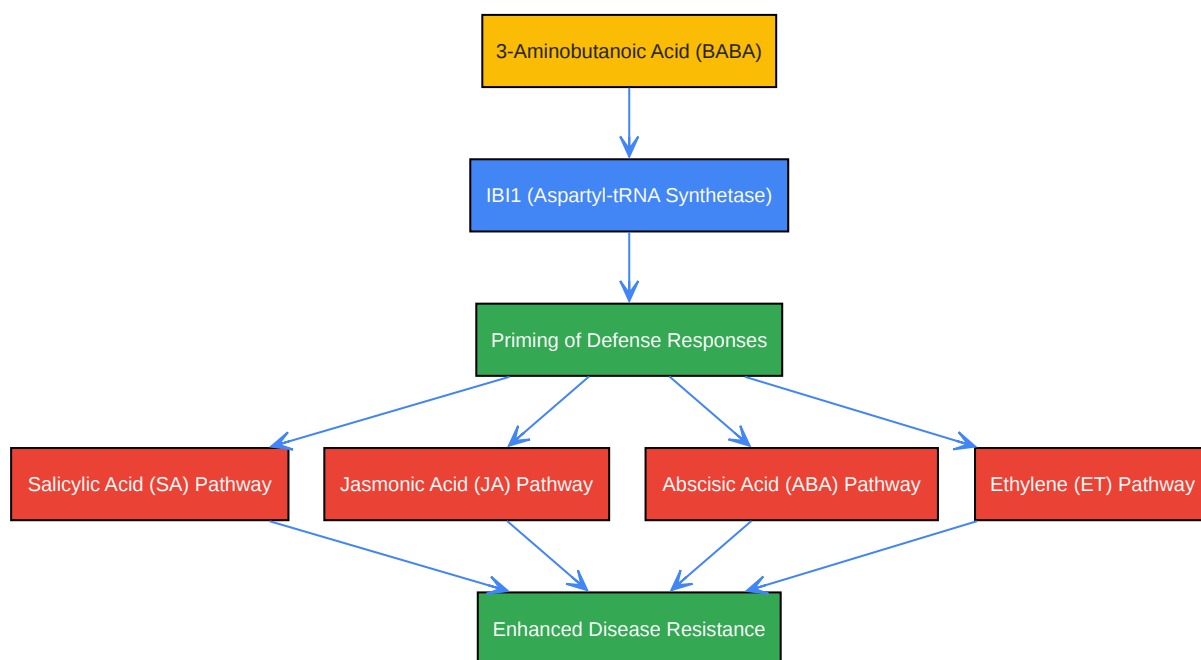 3-Aminobutanoic Acid (BABA)
IBI1 (Aspartyl-tRNA Synthetase)
Priming of Defense Responses
Salicylic Acid (SA) Pathway
Jasmonic Acid (JA) Pathway
Abscisic Acid (ABA) Pathway
Ethylene (ET) Pathway
Enhanced Disease Resistance